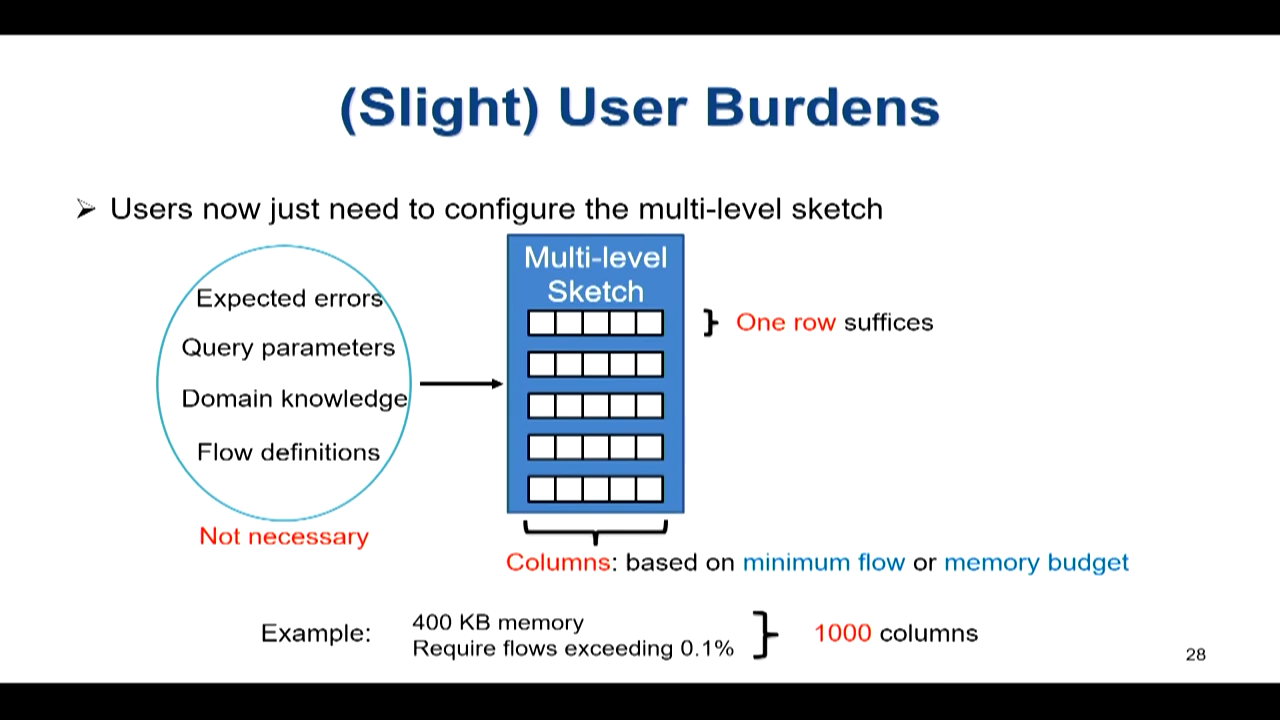 (Slight) User Burdens
Users now just need to configure the multi-level sketch
Expected errors
Query parameters
Domain knowledge
Flow definitions
Not necessary
Multi-level
Sketch
One row suffices
Columns: based on minimum flow or memory budget
Example:
400 KB memory
Require flows exceeding 0.1%
1000 columns
28